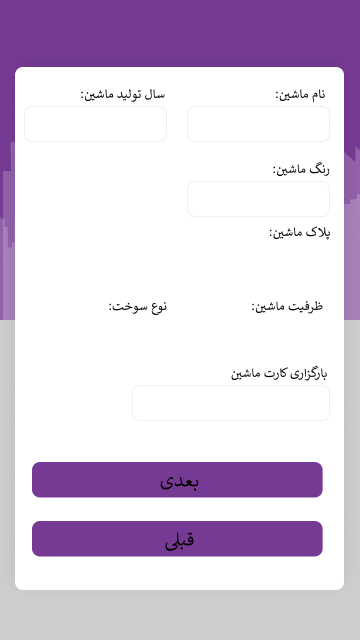 نام ماشین: سال تولید ماشین:
رنگ ماشین:
پلاک ماشین:
ظرفیت ماشین: نوع سوخت:
بارگزاری کارت ماشین
بعدی
قبلی